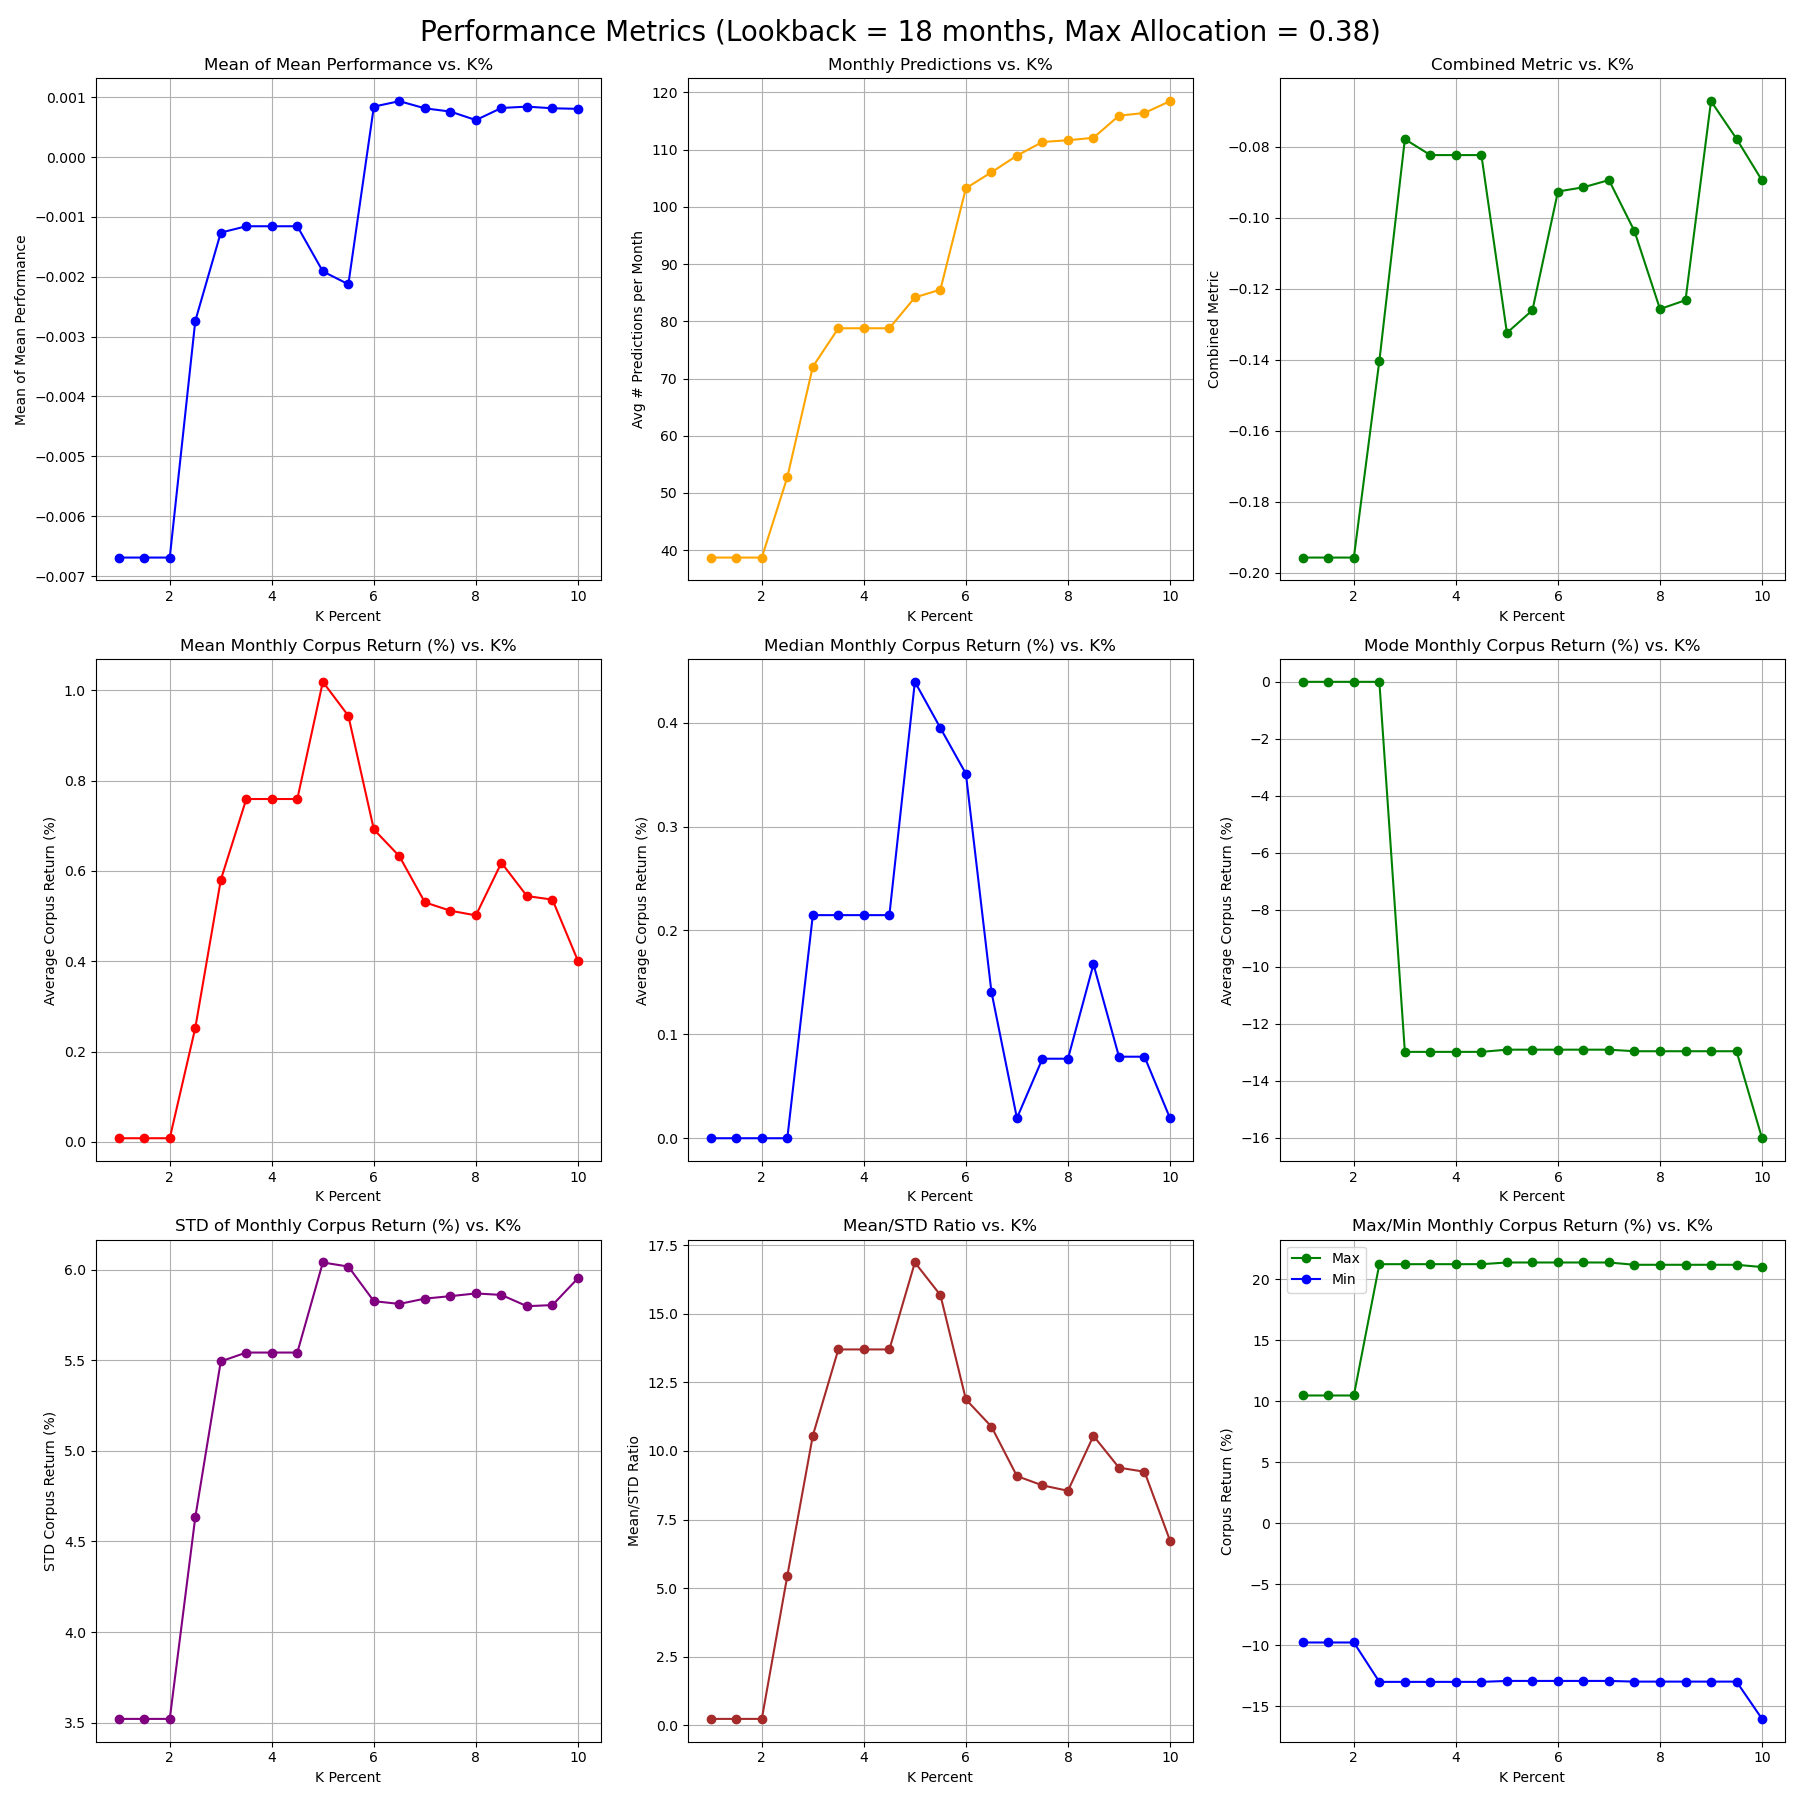 Performance Metrics (Lookback = 18 months, Max Allocation = 0.38)
Mean of Mean Performance vs. K%
Mean of Mean Performance
0.001
0.000
−0.001
−0.002
−0.003
−0.004
−0.005
−0.006
−0.007
2 4 6 8 10
K Percent
Monthly Predictions vs. K%
Avg # Predictions per Month
120
110
100
90
80
70
60
50
40
2 4 6 8 10
K Percent
Combined Metric vs. K%
Combined Metric
−0.08
−0.10
−0.12
−0.14
−0.16
−0.18
−0.20
2 4 6 8 10
K Percent
Mean Monthly Corpus Return (%) vs. K%
Average Corpus Return (%)
1.0
0.8
0.6
0.4
0.2
0.0
2 4 6 8 10
K Percent
Median Monthly Corpus Return (%) vs. K%
Average Corpus Return (%)
0.4
0.3
0.2
0.1
0.0
2 4 6 8 10
K Percent
Mode Monthly Corpus Return (%) vs. K%
Average Corpus Return (%)
0
−2
−4
−6
−8
−10
−12
−14
−16
2 4 6 8 10
K Percent
STD of Monthly Corpus Return (%) vs. K%
STD Corpus Return (%)
6.0
5.5
5.0
4.5
4.0
3.5
2 4 6 8 10
K Percent
Mean/STD Ratio vs. K%
Mean/STD Ratio
17.5
15.0
12.5
10.0
7.5
5.0
2.5
0.0
2 4 6 8 10
K Percent
Max/Min Monthly Corpus Return (%) vs. K%
Corpus Return (%)
Max
Min
20
15
10
5
0
−5
−10
−15
2 4 6 8 10
K Percent